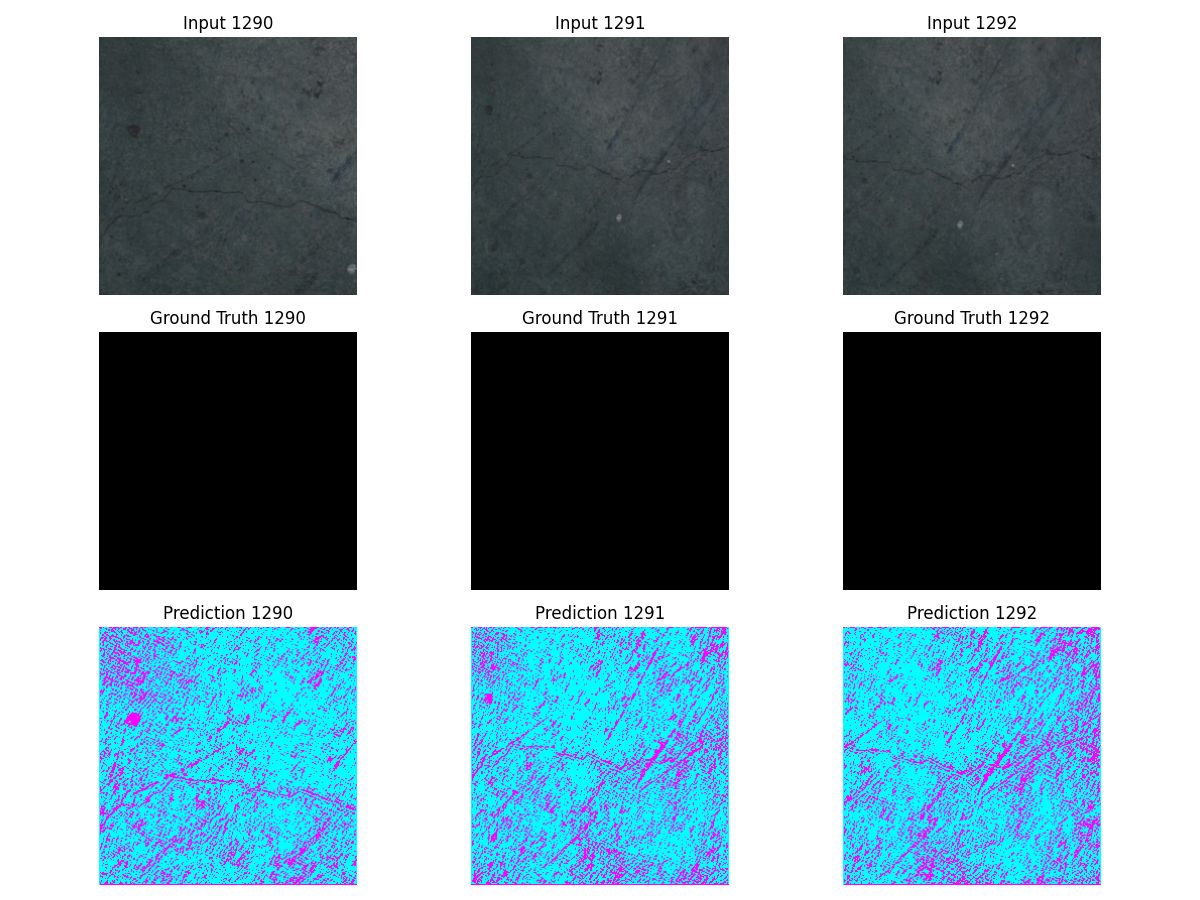 Input 1290
Input 1291
Input 1292
Ground Truth 1290
Ground Truth 1291
Ground Truth 1292
Prediction 1290
Prediction 1291
Prediction 1292